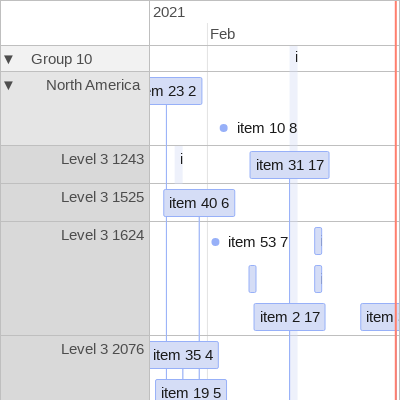 2021
Feb
▼ Group 10
i
▼ North America
m 23 2
item 10 8
Level 3 1243
i
item 31 17
Level 3 1525
item 40 6
Level 3 1624
item 53 7
item 2 17
item
Level 3 2076
item 35 4
item 19 5